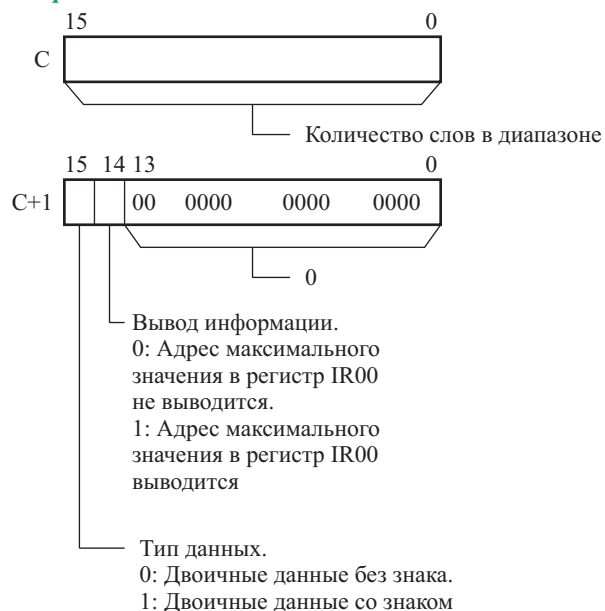 15 0
C
Количество слов в диапазоне
15 14 13 0
C+1 00 0000 0000 0000
0
Вывод информации.
0: Адрес максимального
значения в регистр IR00
не выводится.
1: Адрес максимального
значения в регистр IR00
выводится
Тип данных.
0: Двоичные данные без знака.
1: Двоичные данные со знаком